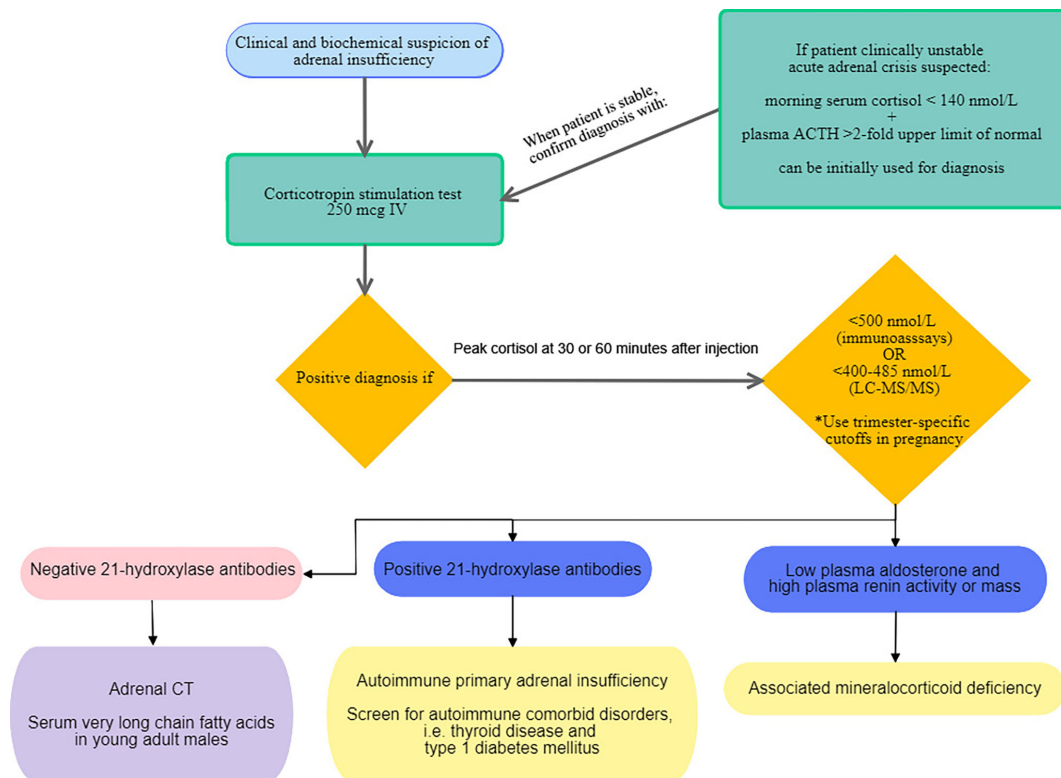 Clinical and biochemical suspicion of
adrenal insufficiency
If patient clinically unstable
acute adrenal crisis suspected:
morning serum cortisol < 140 nmol/L
+
plasma ACTH >2-fold upper limit of normal
can be initially used for diagnosis
When patient is stable,
confirm diagnosis with:
Corticotropin stimulation test
250 mcg IV
Positive diagnosis if
Peak cortisol at 30 or 60 minutes after injection
<500 nmol/L
(immunoasssays)
OR
<400-485 nmol/L
(LC-MS/MS)
*Use trimester-specific
cutoffs in pregnancy
Negative 21-hydroxylase antibodies
Positive 21-hydroxylase antibodies
Low plasma aldosterone and
high plasma renin activity or mass
Adrenal CT
Serum very long chain fatty acids
in young adult males
Autoimmune primary adrenal insufficiency
Screen for autoimmune comorbid disorders,
i.e. thyroid disease and
type 1 diabetes mellitus
Associated mineralocorticoid deficiency